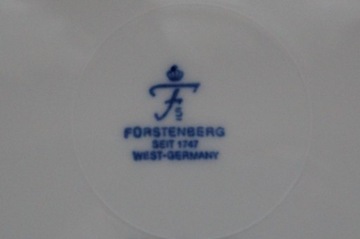 F
FÜRSTENBERG
SEIT 1747
WEST-GERMANY